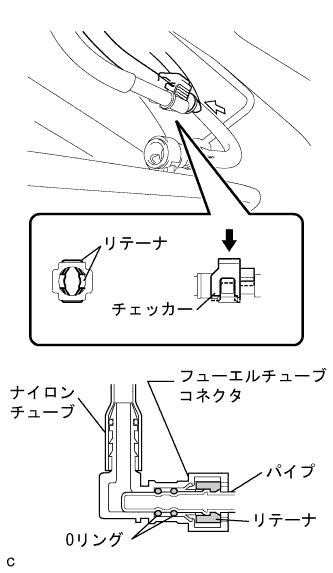 リテーナ
チェッカー
フューエルチューブ
コネクタ
ナイロン
チューブ
パイプ
リテーナ
Oリング
C